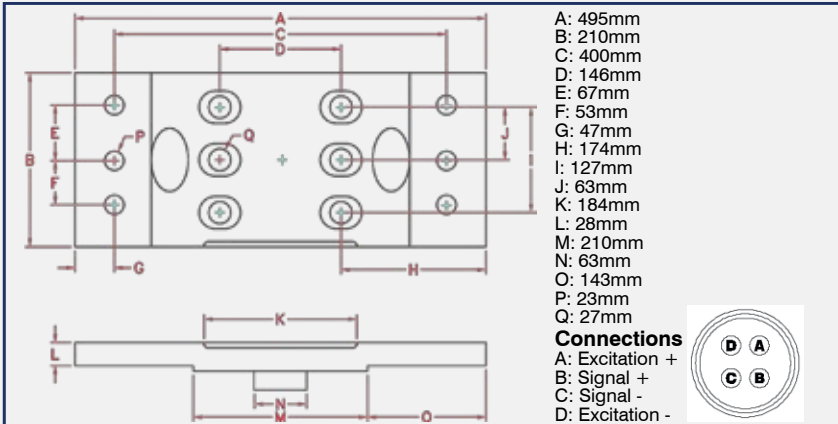 A
C
D
E
P
Q
J
I
B
F
G
H
K
L
N
M
O
A: 495mm
B: 210mm
C: 400mm
D: 146mm
E: 67mm
F: 53mm
G: 47mm
H: 174mm
I: 127mm
J: 63mm
K: 184mm
L: 28mm
M: 210mm
N: 63mm
O: 143mm
P: 23mm
Q: 27mm
Connections
A: Excitation +
B: Signal +
C: Signal -
D: Excitation -
D A
C B